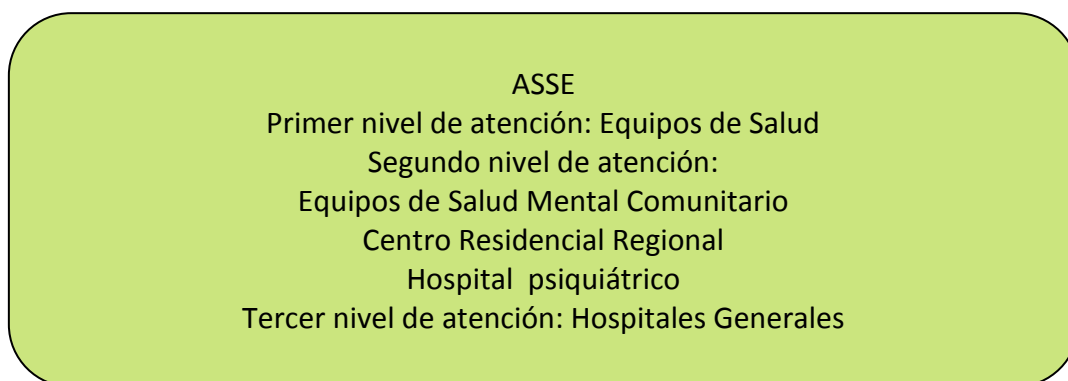 ASSE
Primer nivel de atención: Equipos de Salud
Segundo nivel de atención:
Equipos de Salud Mental Comunitario
Centro Residencial Regional
Hospital  psiquiátrico
Tercer nivel de atención: Hospitales Generales